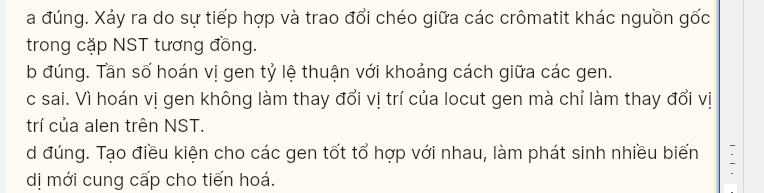 a đúng. Xảy ra do sự tiếp hợp và trao đổi chéo giữa các crômatit khác nguồn gốc
trong cặp NST tương đồng.
b đúng. Tần số hoán vị gen tỷ lệ thuận với khoảng cách giữa các gen.
c sai. Vì hoán vị gen không làm thay đổi vị trí của locut gen mà chỉ làm thay đổi vị
trí của alen trên NST.
d đúng. Tạo điều kiện cho các gen tốt tổ hợp với nhau, làm phát sinh nhiều biến
dị mới cung cấp cho tiến hoá.